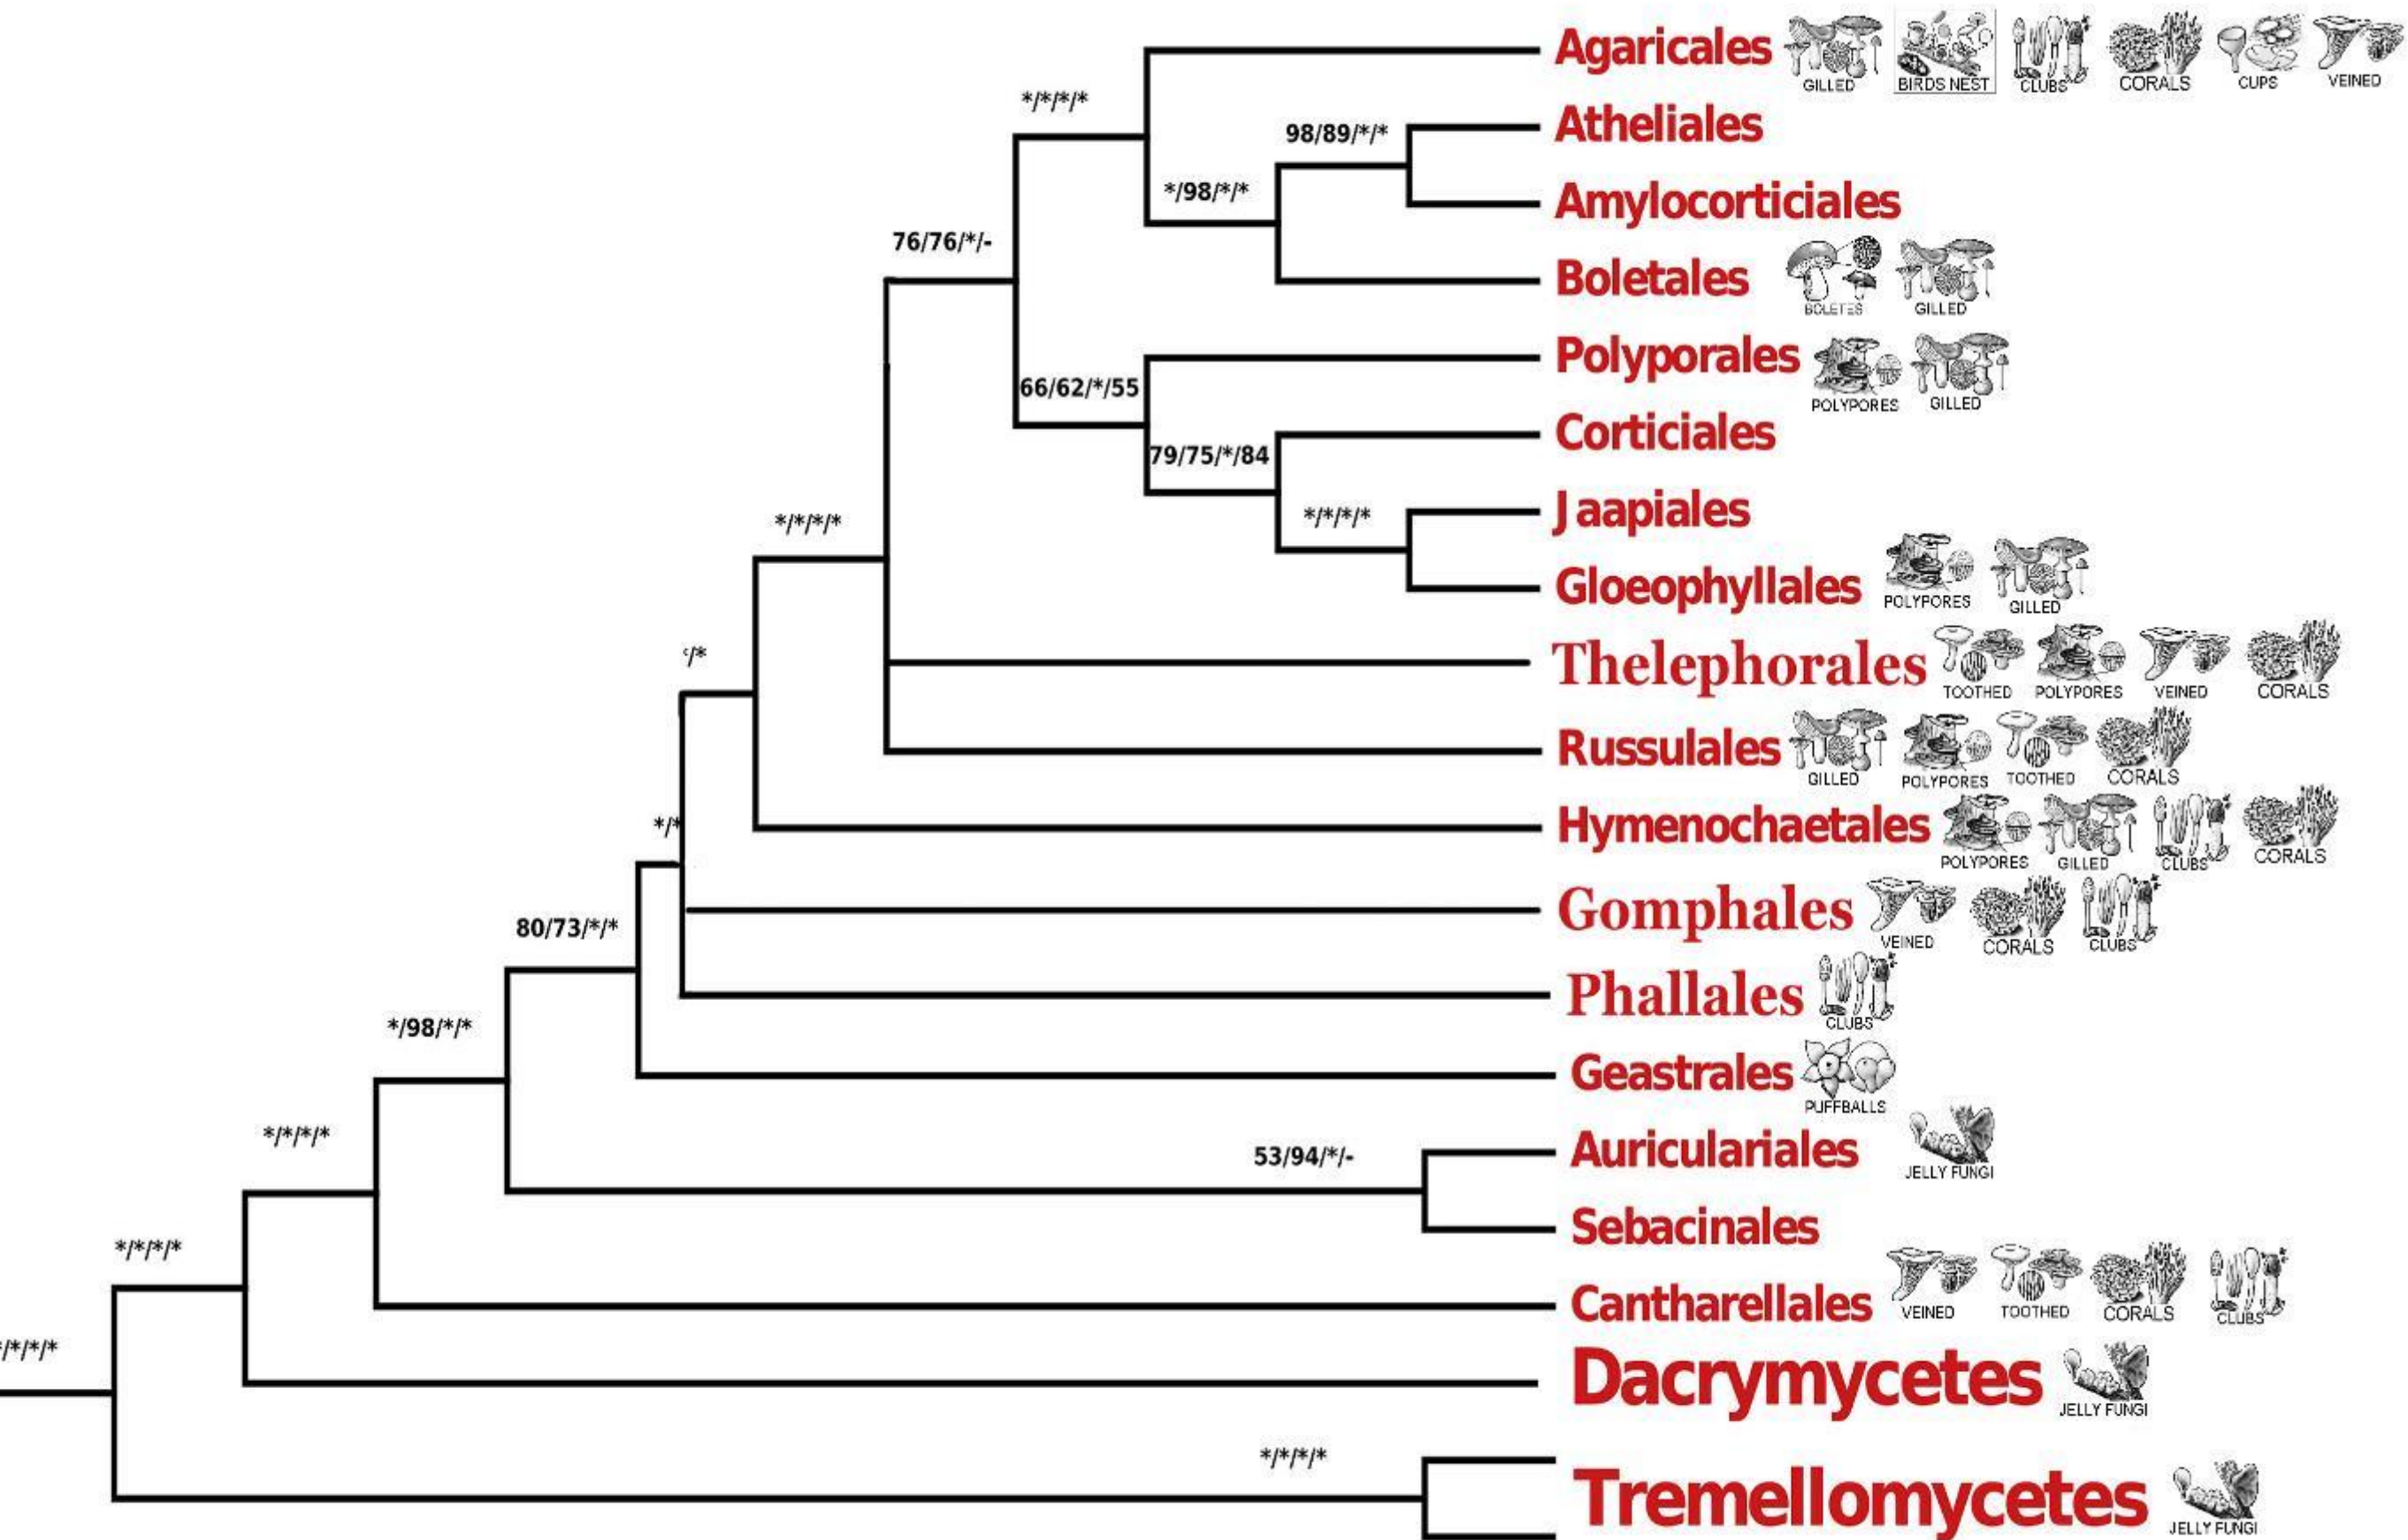 Agaricales GILLED BIRDS NEST CLUBS CORALS CUPS VEINED
*/*/*/*
98/89/*/* Atheliales
*/98/*/* Amylocorticiales
76/76/*/-
Boletales BOLETES GILLED
Polyporales POLYPORES GILLED
66/62/*/55
Corticiales
79/75/*/84
*/*/*/* Jaapiales
*/*/*/*
Gloeophyllales POLYPORES GILLED
/*
Thelephorales TOOTHED POLYPORES VEINED CORALS
Russulales GILLED POLYPORES TOOTHED CORALS
*/*
Hymenochaetales POLYPORES GILLED CLUBS CORALS
80/73/*/*
Gomphales VEINED CORALS CLUBS
*/98/*/*
Phallales CLUBS
Geastrales PUFFBALLS
*/*/*/*
53/94/*/- Auriculariales JELLY FUNGI
Sebacinales
*/*/*/*
Cantharellales VEINED TOOTHED CORALS CLUBS
/*/*/*
Dacrymycetes JELLY FUNGI
*/*/*/*
Tremellomycetes JELLY FUNGI